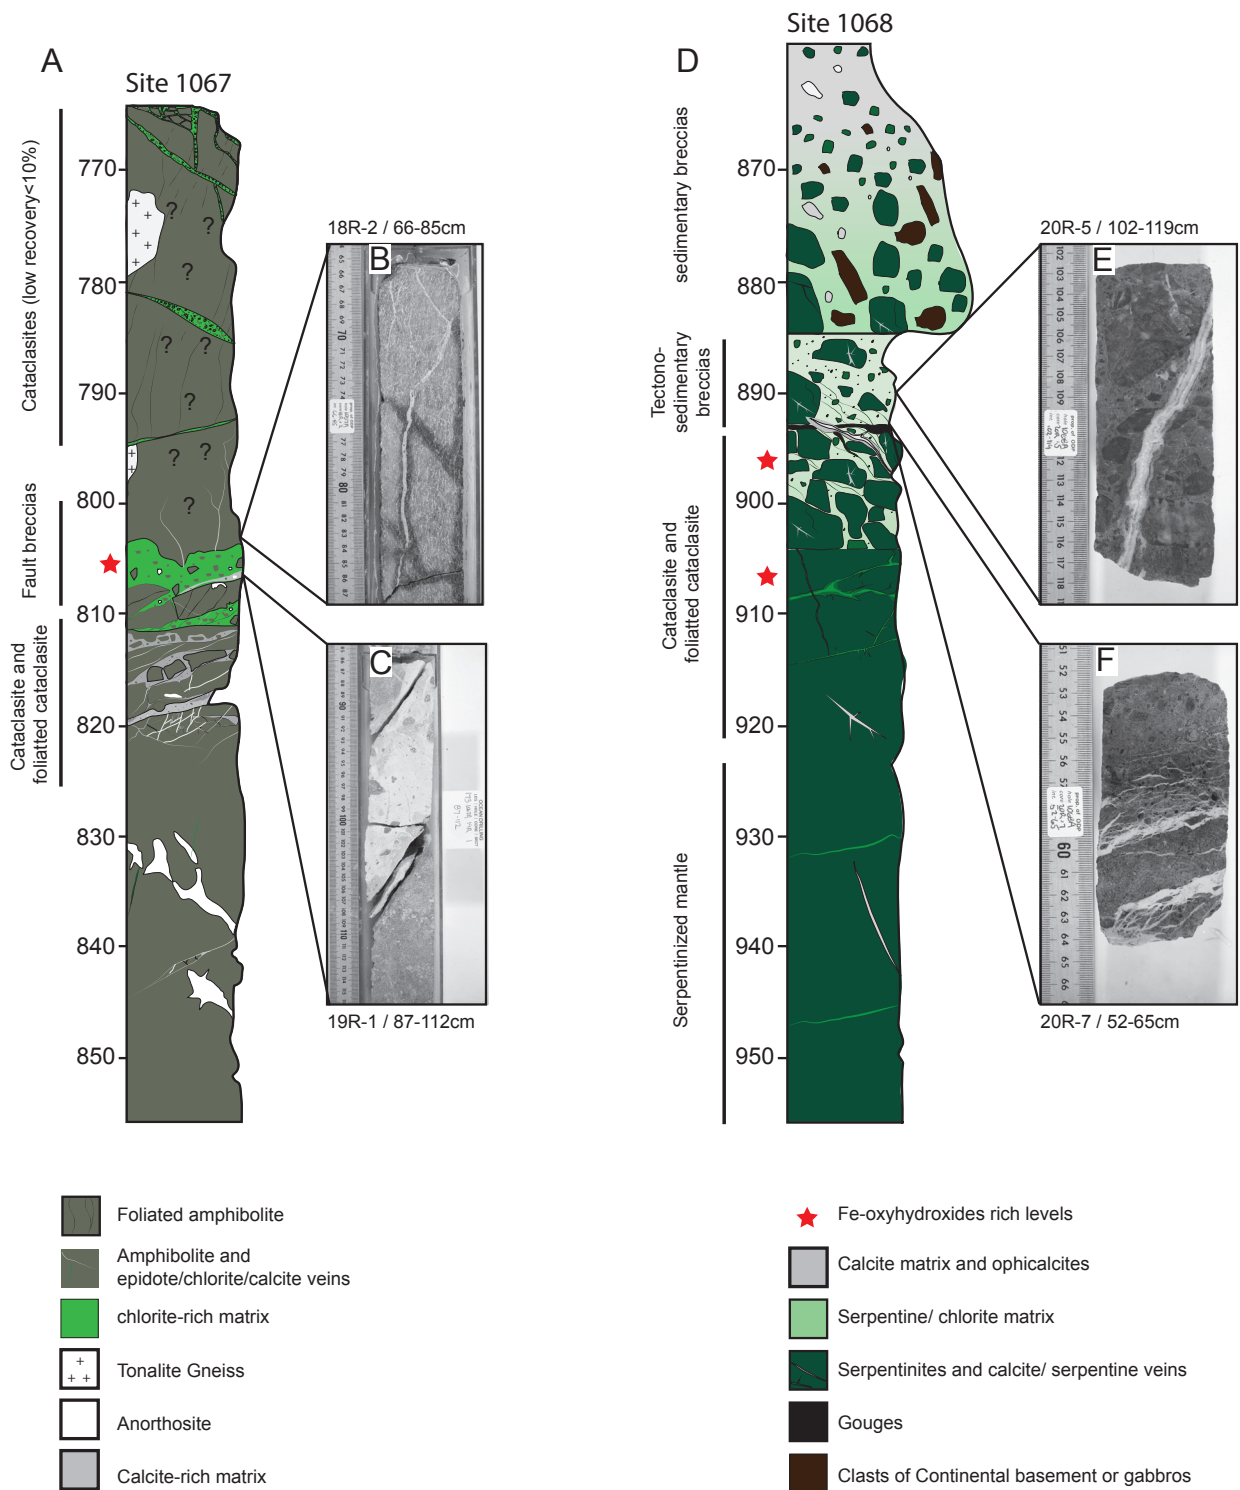 A
Site 1067
Cataclasites (low recovery<10%)
Fault breccias
Cataclasite and
foliatted cataclasite
770
780
790
800
810
820
830
840
850
?
?
?
?
?
?
?
?
?
18R-2 / 66-85cm
B
C
19R-1 / 87-112cm
D
Site 1068
sedimentary breccias
Tectono-
sedimentary
breccias
Cataclasite and
foliatted cataclasite
Serpentinized mantle
870
880
890
900
910
920
930
940
950
20R-5 / 102-119cm
E
F
20R-7 / 52-65cm
Foliated amphibolite
Amphibolite and
epidote/chlorite/calcite veins
chlorite-rich matrix
Tonalite Gneiss
Anorthosite
Calcite-rich matrix
Fe-oxyhydroxides rich levels
Calcite matrix and ophicalcites
Serpentine/ chlorite matrix
Serpentinites and calcite/ serpentine veins
Gouges
Clasts of Continental basement or gabbros